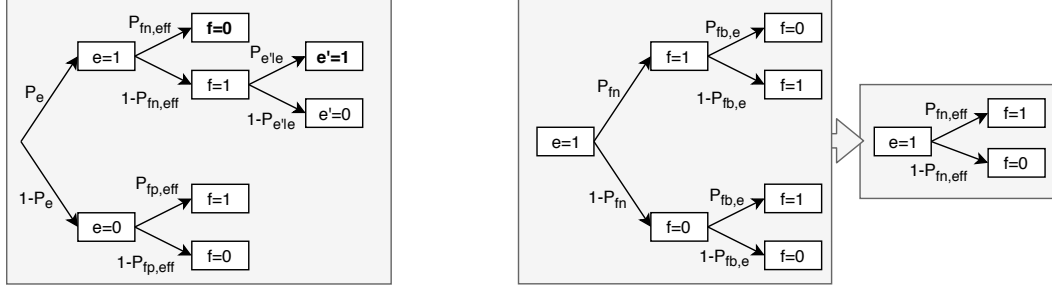 P_fn,eff
f=0
e=1
P_e'|e
e'=1
P_e
f=1
1-P_fn,eff
e'=0
1-P_e'|e
1-P_e
P_fp,eff
f=1
e=0
f=0
1-P_fp,eff
P_fb,e
f=0
f=1
P_fn
f=1
1-P_fb,e
e=1
1-P_fn
P_fb,e
f=1
f=0
f=0
1-P_fb,e
P_fn,eff
f=1
e=1
f=0
1-P_fn,eff